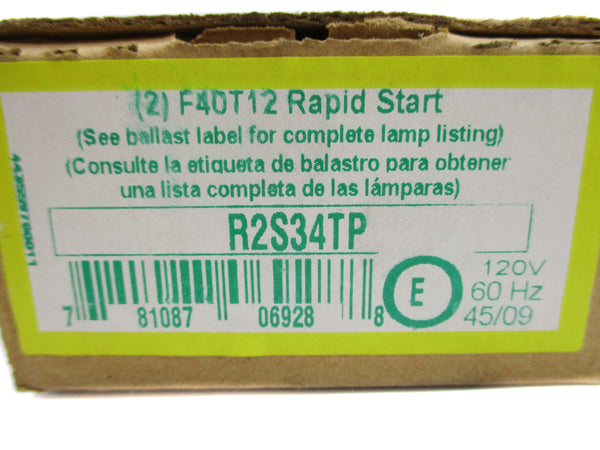 (2) F40T12 Rapid Start
(See ballast label for complete lamp listing)
(Consulte la etiqueta de balastro para obtener
una lista completa de las lámparas)
R2S34TP
7 81087 06928 8
E
120V
60 Hz
45/09